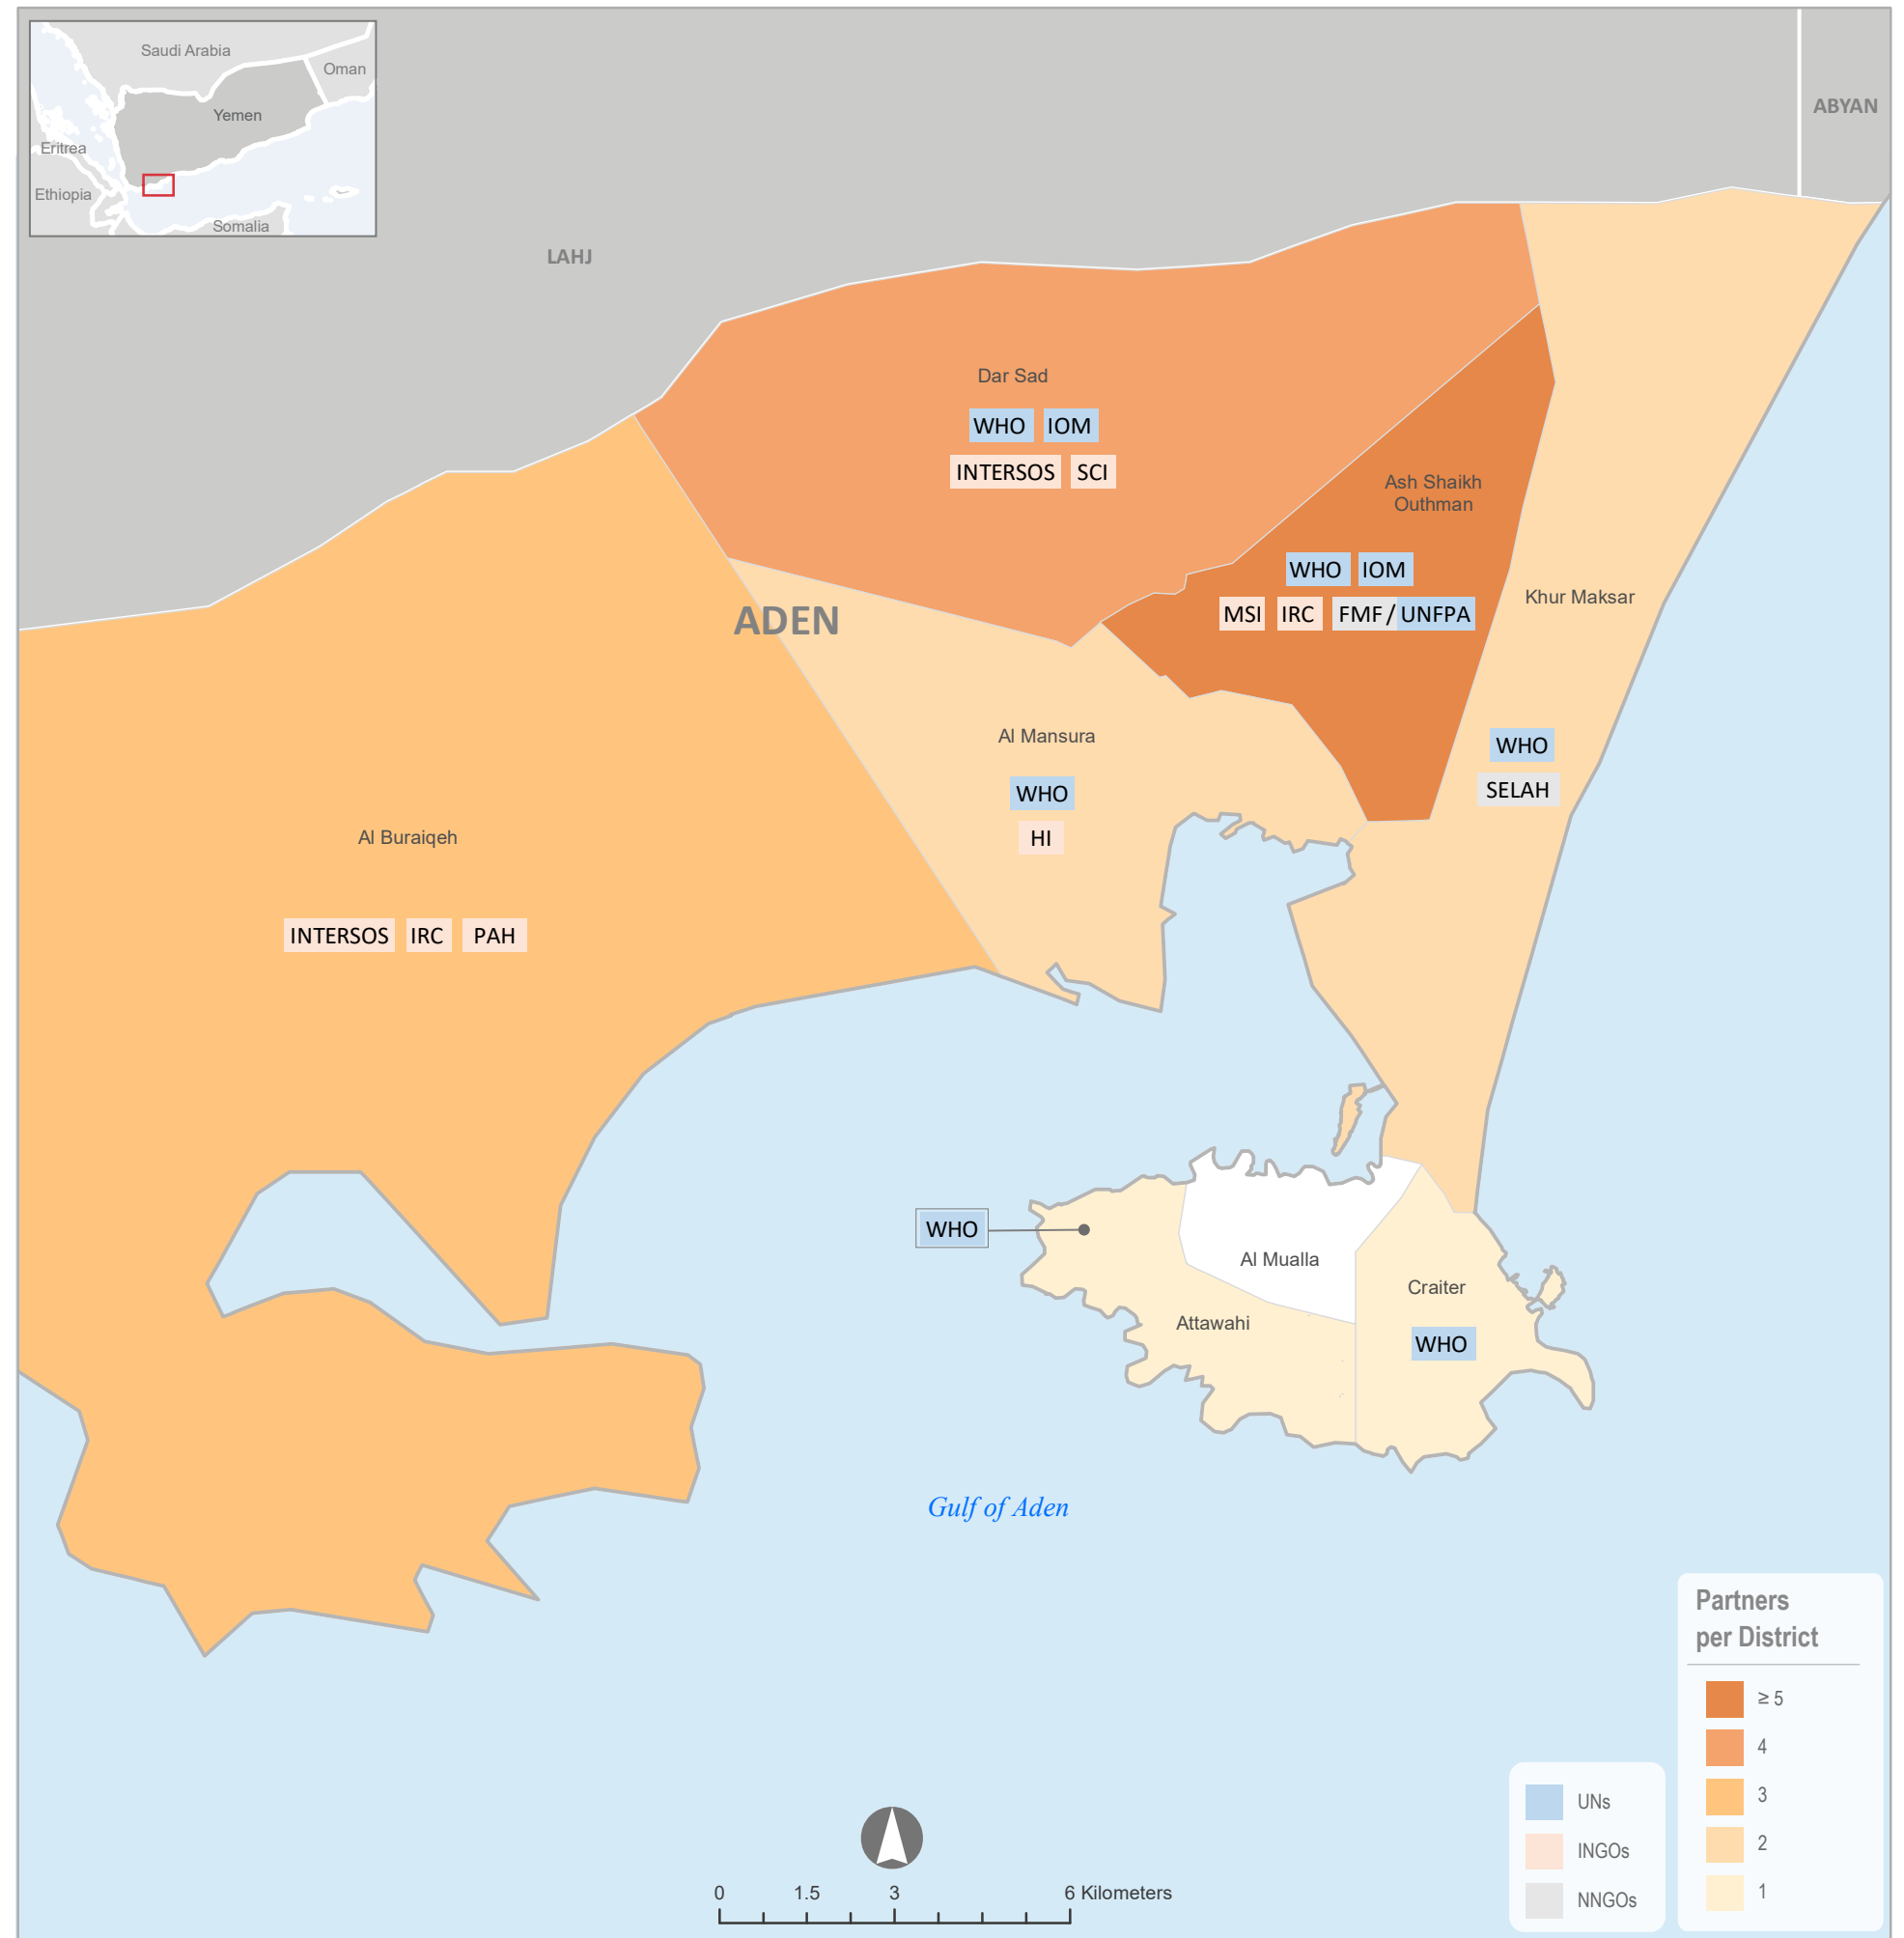 Saudi Arabia
Oman
Yemen
Eritrea
Ethiopia
Somalia
ABYAN
LAHJ
Dar Sad
WHO IOM
INTERSOS SCI
Ash Shaikh
Outhman
WHO IOM
MSI IRC FMF / UNFPA
Khur Maksar
ADEN
Al Mansura
WHO
SELAH
WHO
HI
Al Buraiqeh
INTERSOS IRC PAH
WHO
Al Mualla
Craiter
Attawahi
WHO
Gulf of Aden
Partners
per District
≥ 5
4
3
2
1
UNs
INGOs
NNGOs
0 1.5 3 6 Kilometers